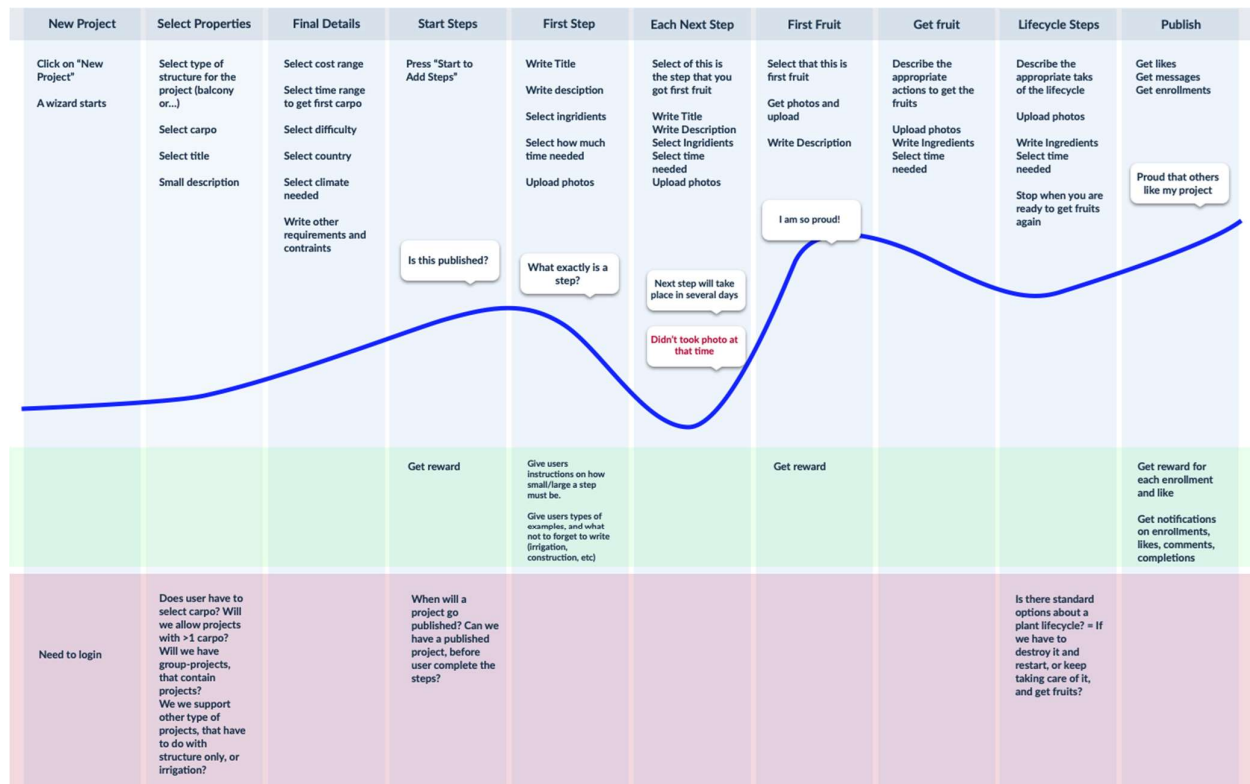 New Project
Select Properties
Final Details
Start Steps
First Step
Each Next Step
First Fruit
Get fruit
Lifecycle Steps
Publish
Click on “New
Project”
A wizard starts
Select type of
structure for the
project (balcony
or...)
Select carpo
Select title
Small description
Select cost range
Select time range
to get first carpo
Select difficulty
Select country
Select climate
needed
Write other
requirements and
contraints
Press “Start to
Add Steps”
Write Title
Write desciption
Select ingridients
Select how much
time needed
Upload photos
Select of this is
the step that you
got first fruit
Write Title
Write Description
Select Ingridients
Select time
needed
Upload photos
Select that this is
first fruit
Get photos and
upload
Write Description
Describe the
appropriate
actions to get the
fruits
Upload photos
Write Ingredients
Select time
needed
Describe the
appropriate taks
of the lifecycle
Upload photos
Write Ingredients
Select time
needed
Stop when you are
ready to get fruits
again
Get likes
Get messages
Get enrollments
Is this published?
What exactly is a
step?
Next step will take
place in several days
Didn’t took photo at
that time
I am so proud!
Proud that others
like my project
Get reward
Give users
instructions on how
small/large a step
must be.
Give users types of
examples, and what
not to forget to write
(irrigation,
construction, etc)
Get reward
Get reward for
each enrollment
and like
Get notifications
on enrollments,
likes, comments,
completions
Need to login
Does user have to
select carpo? Will
we allow projects
with >1 carpo?
Will we have
group-projects,
that contain
projects?
We we support
other type of
projects, that have
to do with
structure only, or
irrigation?
When will a
project go
published? Can we
have a published
project, before
user complete the
steps?
Is there standard
options about a
plant lifecycle? = If
we have to
destroy it and
restart, or keep
taking care of it,
and get fruits?